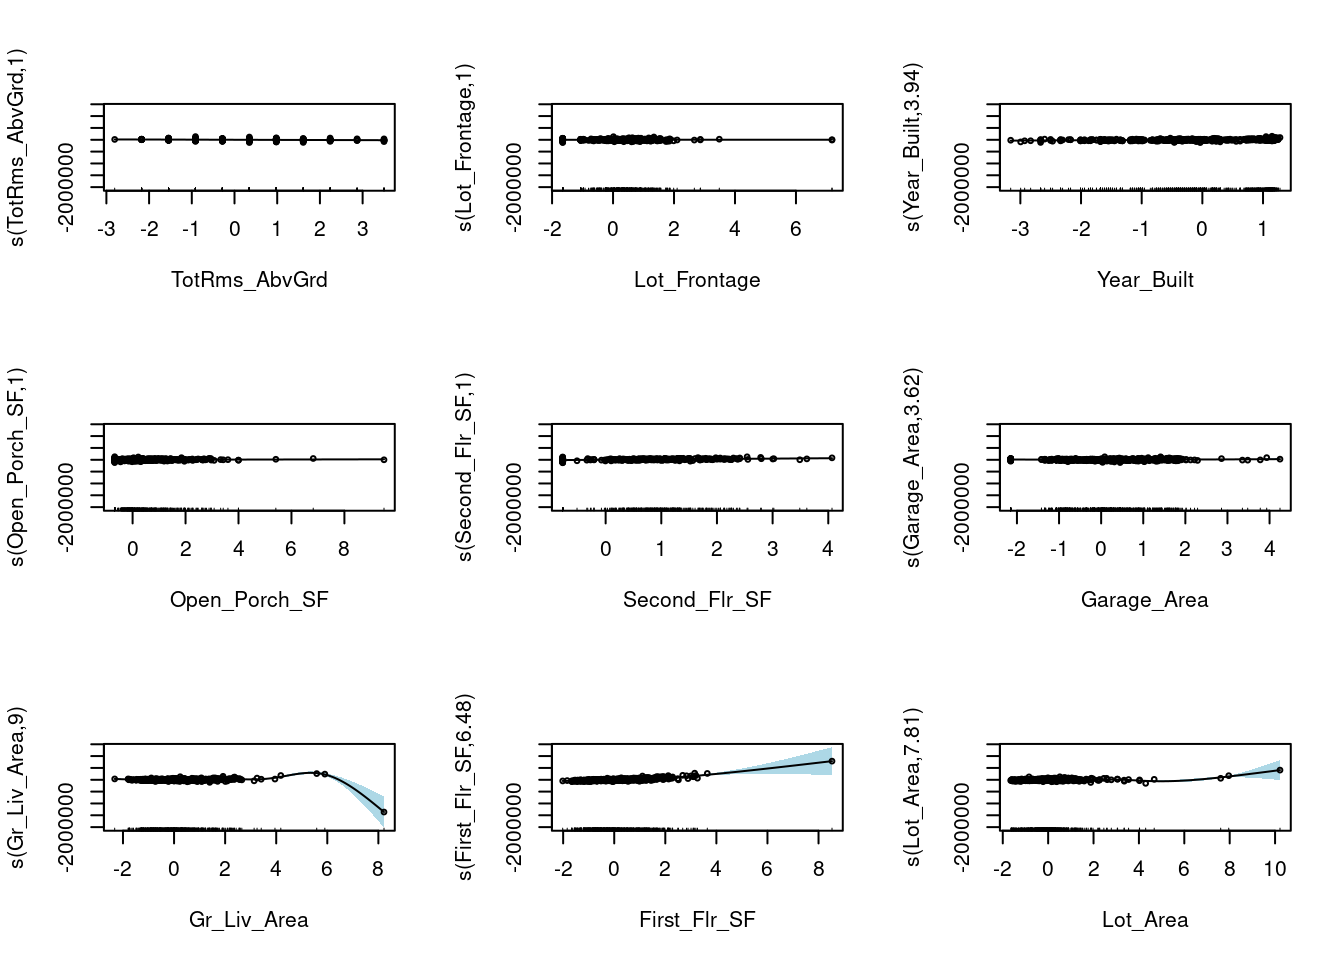 s(TotRms_AbvGrd,1)
-2000000
-3 -2 -1 0 1 2 3
TotRms_AbvGrd
s(Lot_Frontage,1)
-2000000
-2 0 2 4 6
Lot_Frontage
s(Year_Built,3.94)
-2000000
-3 -2 -1 0 1
Year_Built
s(Open_Porch_SF,1)
-2000000
0 2 4 6 8
Open_Porch_SF
s(Second_Flr_SF,1)
-2000000
0 1 2 3 4
Second_Flr_SF
s(Garage_Area,3.62)
-2000000
-2 -1 0 1 2 3 4
Garage_Area
s(Gr_Liv_Area,9)
-2000000
-2 0 2 4 6 8
Gr_Liv_Area
s(First_Flr_SF,6.48)
-2000000
-2 0 2 4 6 8
First_Flr_SF
s(Lot_Area,7.81)
-2000000
-2 0 2 4 6 8 10
Lot_Area